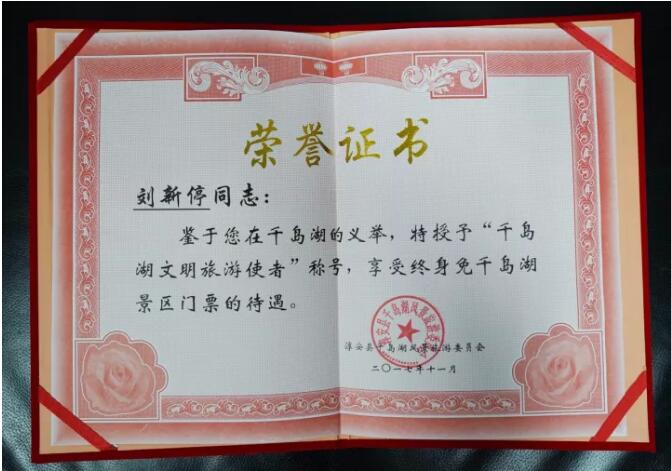 荣誉证书
刘新停同志：
鉴于您在千岛湖的义举，特授予“千岛
湖文明旅游使者”称号，享受终身免千岛湖
景区门票的待遇。
淳安县千岛湖风景旅游委员会
二〇一七年十一月